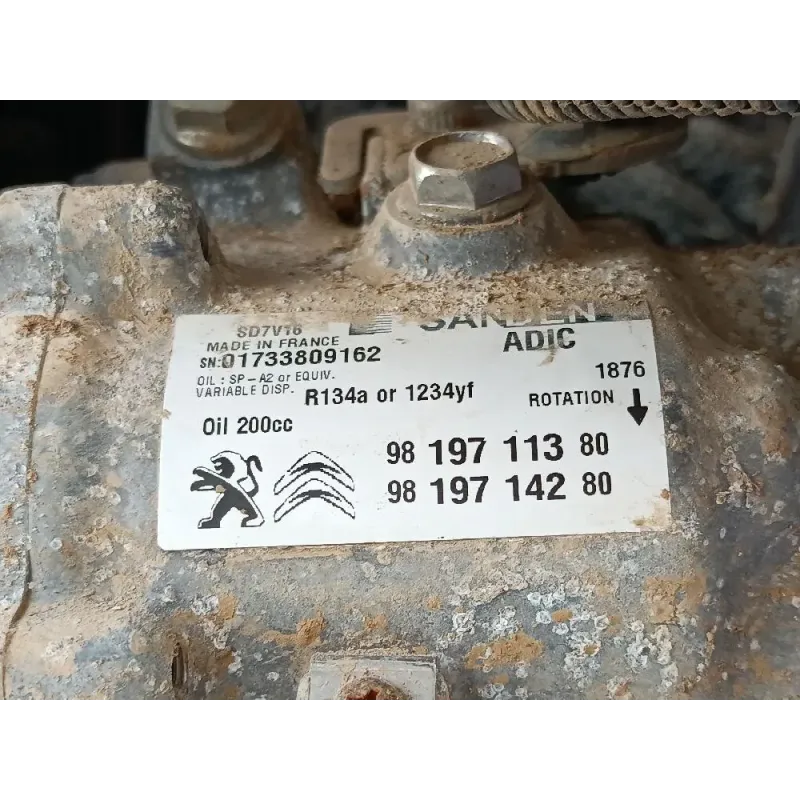 SD7V16 SANDEN
MADE IN FRANCE ADIC
SN:01733809162
OIL : SP-A2 or EQUIV. 1876
VARIABLE DISP. R134a or 1234yf ROTATION
Oil 200cc
98 197 113 80
98 197 142 80